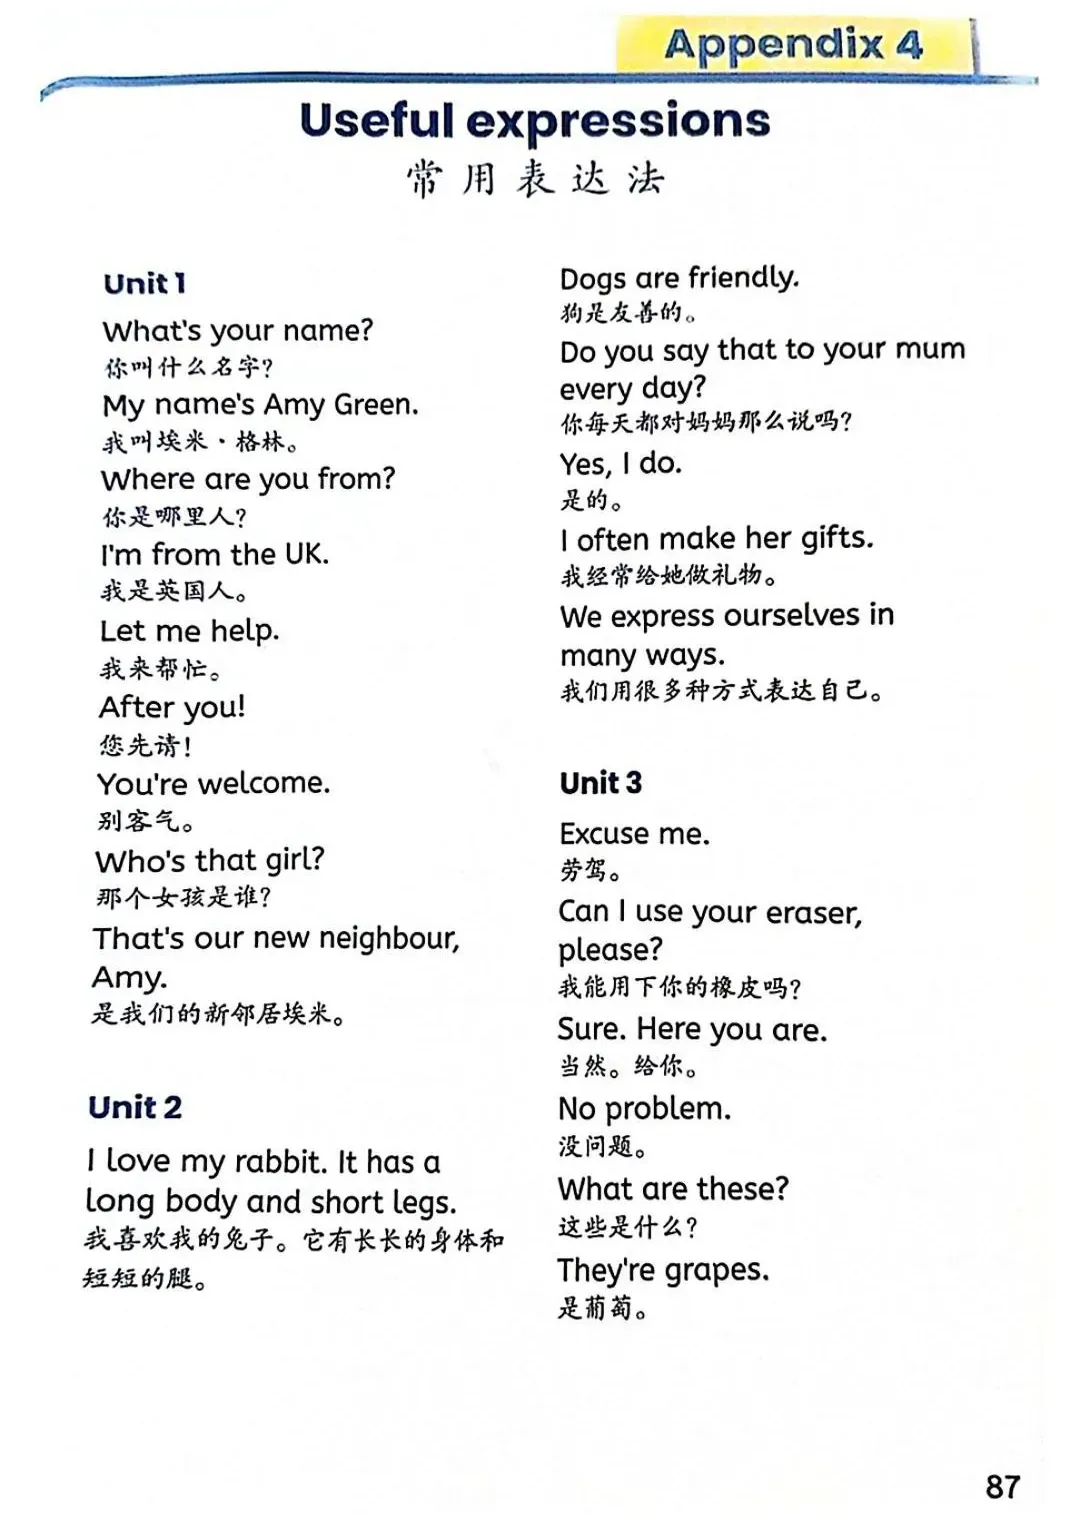 Appendix 4
Useful expressions
常用表达法
Unit 1
What's your name?
你叫什么名字?
My name's Amy Green.
我叫埃米·格林。
Where are you from?
你是哪里人?
I'm from the UK.
我是英国人。
Let me help.
我来帮忙。
After you!
您先请!
You're welcome.
别客气。
Who's that girl?
那个女孩是谁?
That's our new neighbour,
Amy.
是我们的新邻居埃米。
Unit 2
I love my rabbit. It has a
long body and short legs.
我喜欢我的兔子。它有长长的身体和
短短的腿。
Dogs are friendly.
狗是友善的。
Do you say that to your mum
every day?
你每天都对妈妈那么说吗?
Yes, I do.
是的。
I often make her gifts.
我经常给她做礼物。
We express ourselves in
many ways.
我们用很多种方式表达自己。
Unit 3
Excuse me.
劳驾。
Can I use your eraser,
please?
我能用下你的橡皮吗?
Sure. Here you are.
当然。给你。
No problem.
没问题。
What are these?
这些是什么?
They're grapes.
是葡萄。
87